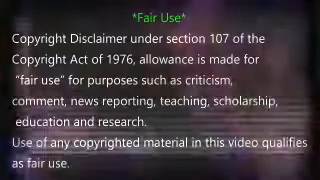 *Fair Use*
Copyright Disclaimer under section 107 of the
Copyright Act of 1976, allowance is made for
“fair use” for purposes such as criticism,
comment, news reporting, teaching, scholarship,
education and research.
Use of any copyrighted material in this video qualifies
as fair use.